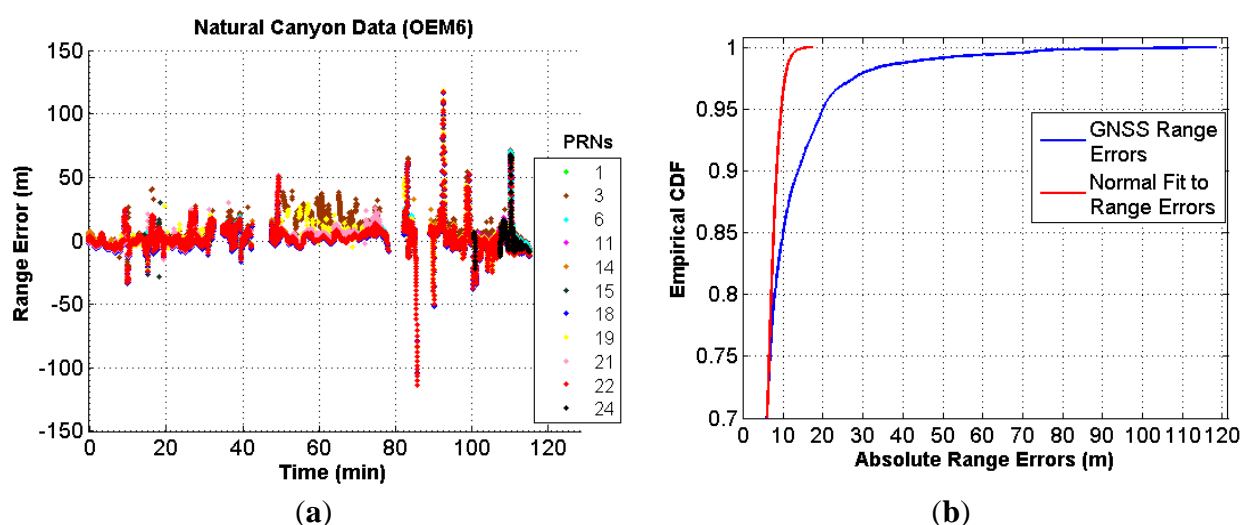 Natural Canyon Data (OEM6)
150
100
50
0
-50
-100
-150
Range Error (m)
0 20 40 60 80 100 120
Time (min)
PRNs
1
3
6
11
14
15
18
19
21
22
24
(a)
1
0.95
0.9
0.85
0.8
0.75
0.7
Empirical CDF
0 10 20 30 40 50 60 70 80 90 100 110 120
Absolute Range Errors (m)
GNSS Range
Errors
Normal Fit to
Range Errors
(b)